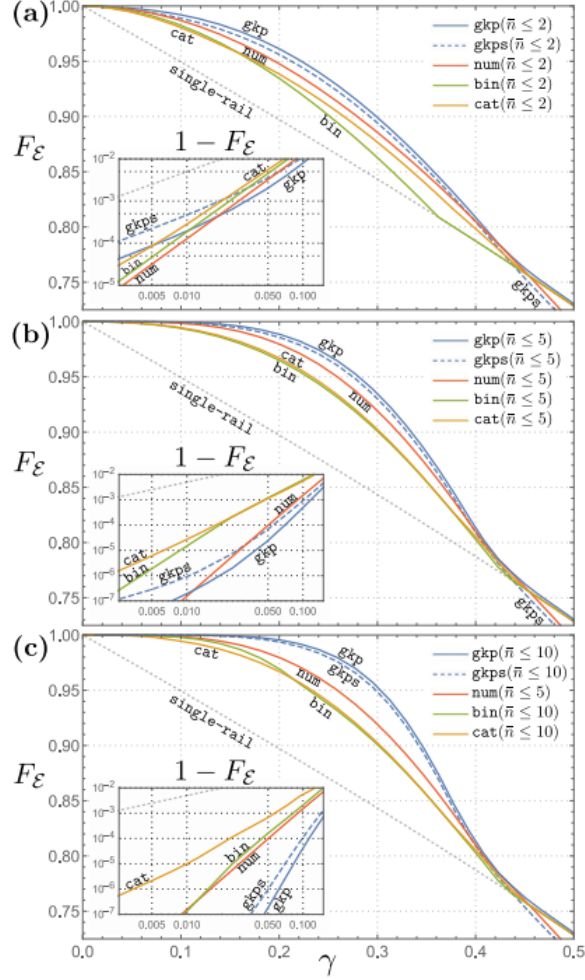 (a)
1.00
0.95
0.90
0.85
0.80
0.75
F_ℰ
gkp
cat
num
single-rail
bin
gkps
gkp(n̄ ≤ 2)
gkps(n̄ ≤ 2)
num(n̄ ≤ 2)
bin(n̄ ≤ 2)
cat(n̄ ≤ 2)
1 − F_ℰ
10⁻²
10⁻³
10⁻⁴
10⁻⁵
cat
gkp
gkps
bin
num
0.005 0.010 0.050 0.100
(b)
1.00
0.95
0.90
0.85
0.80
0.75
F_ℰ
gkp
cat
bin
num
single-rail
gkps
gkp(n̄ ≤ 5)
gkps(n̄ ≤ 5)
num(n̄ ≤ 5)
bin(n̄ ≤ 5)
cat(n̄ ≤ 5)
1 − F_ℰ
10⁻²
10⁻³
10⁻⁴
10⁻⁵
10⁻⁶
10⁻⁷
num
cat
bin
gkps
gkp
0.005 0.010 0.050 0.100
(c)
1.00
0.95
0.90
0.85
0.80
0.75
F_ℰ
cat
gkp
gkps
num
bin
single-rail
gkp(n̄ ≤ 10)
gkps(n̄ ≤ 10)
num(n̄ ≤ 5)
bin(n̄ ≤ 10)
cat(n̄ ≤ 10)
1 − F_ℰ
10⁻²
10⁻³
10⁻⁴
10⁻⁵
10⁻⁶
10⁻⁷
cat
bin
num
gkps
gkp
0.005 0.010 0.050 0.100
0.0 0.1 0.2 0.3 0.4 0.5
γ